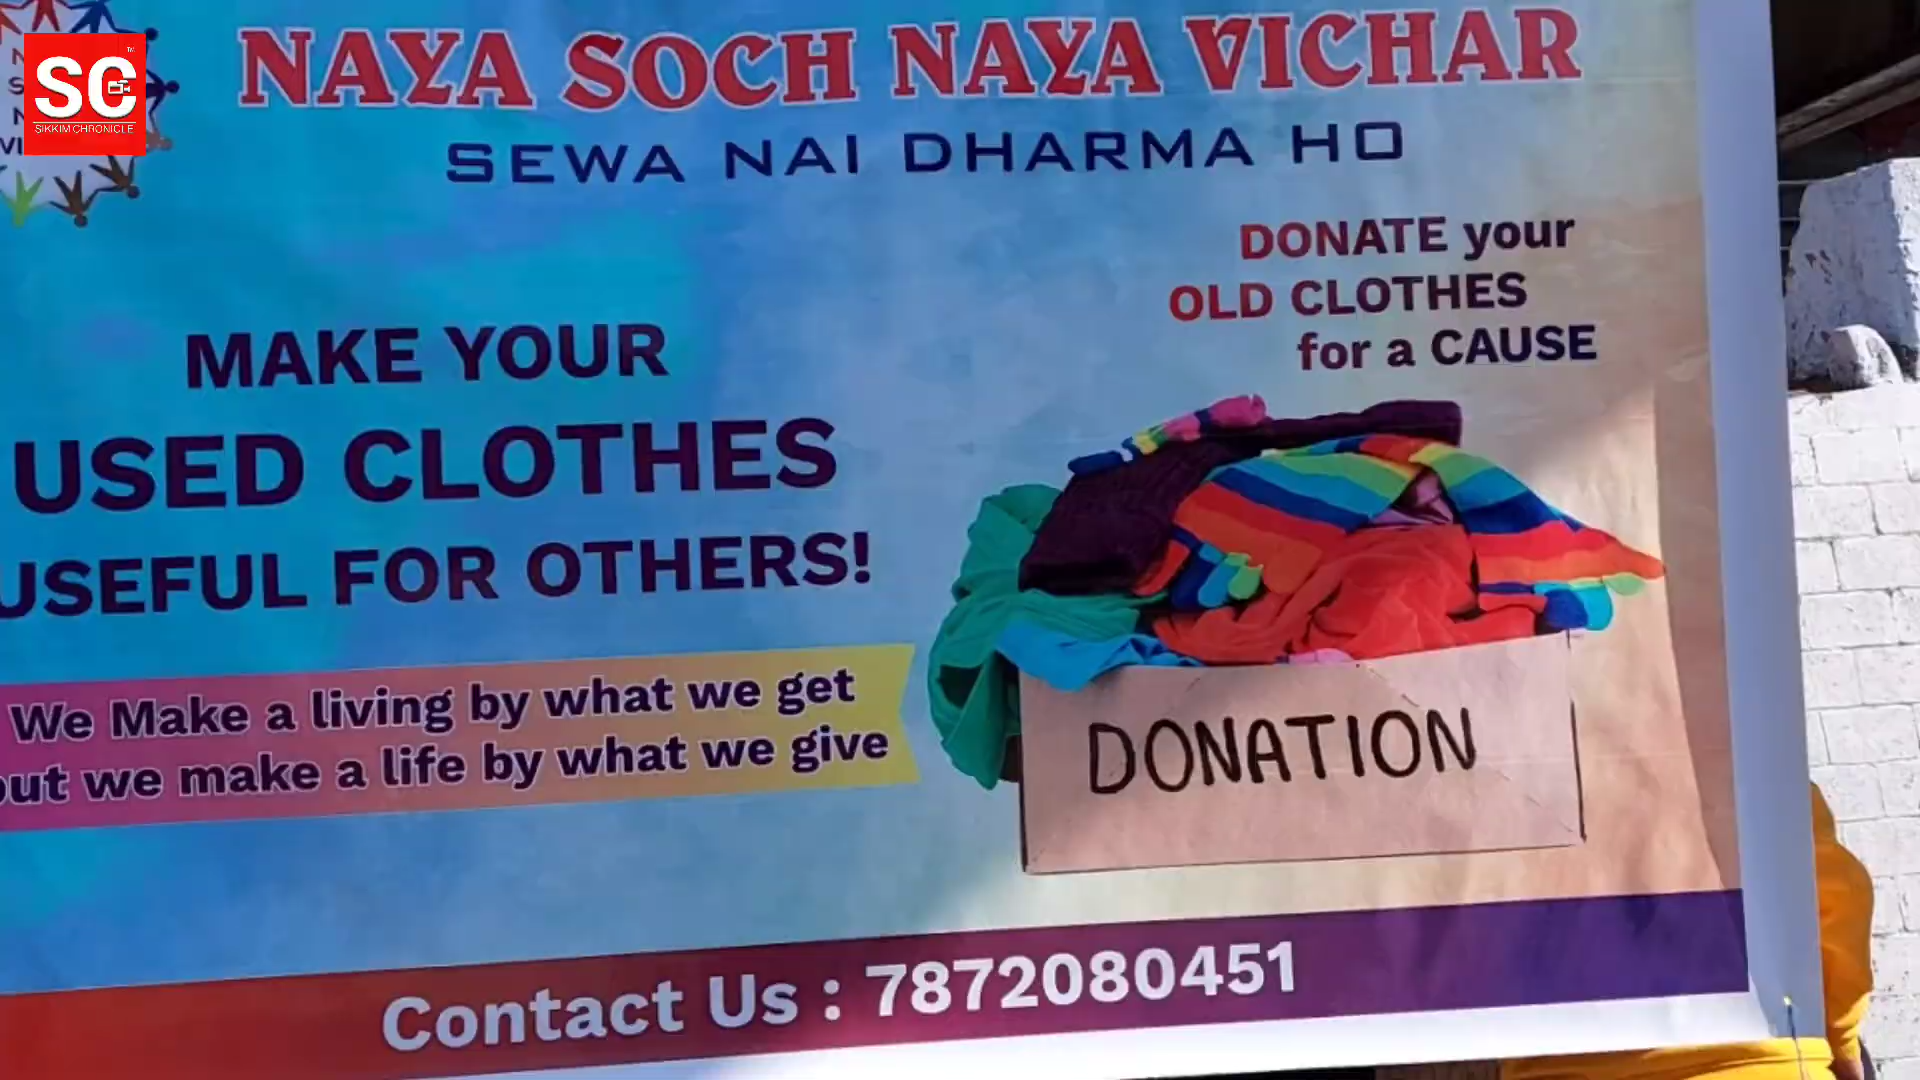 SC
SIKKIM CHRONICLE
NAYA SOCH NAYA VICHAR
SEWA NAI DHARMA HO
DONATE your
OLD CLOTHES
for a CAUSE
MAKE YOUR
USED CLOTHES
USEFUL FOR OTHERS!
We Make a living by what we get
but we make a life by what we give
DONATION
Contact Us : 7872080451